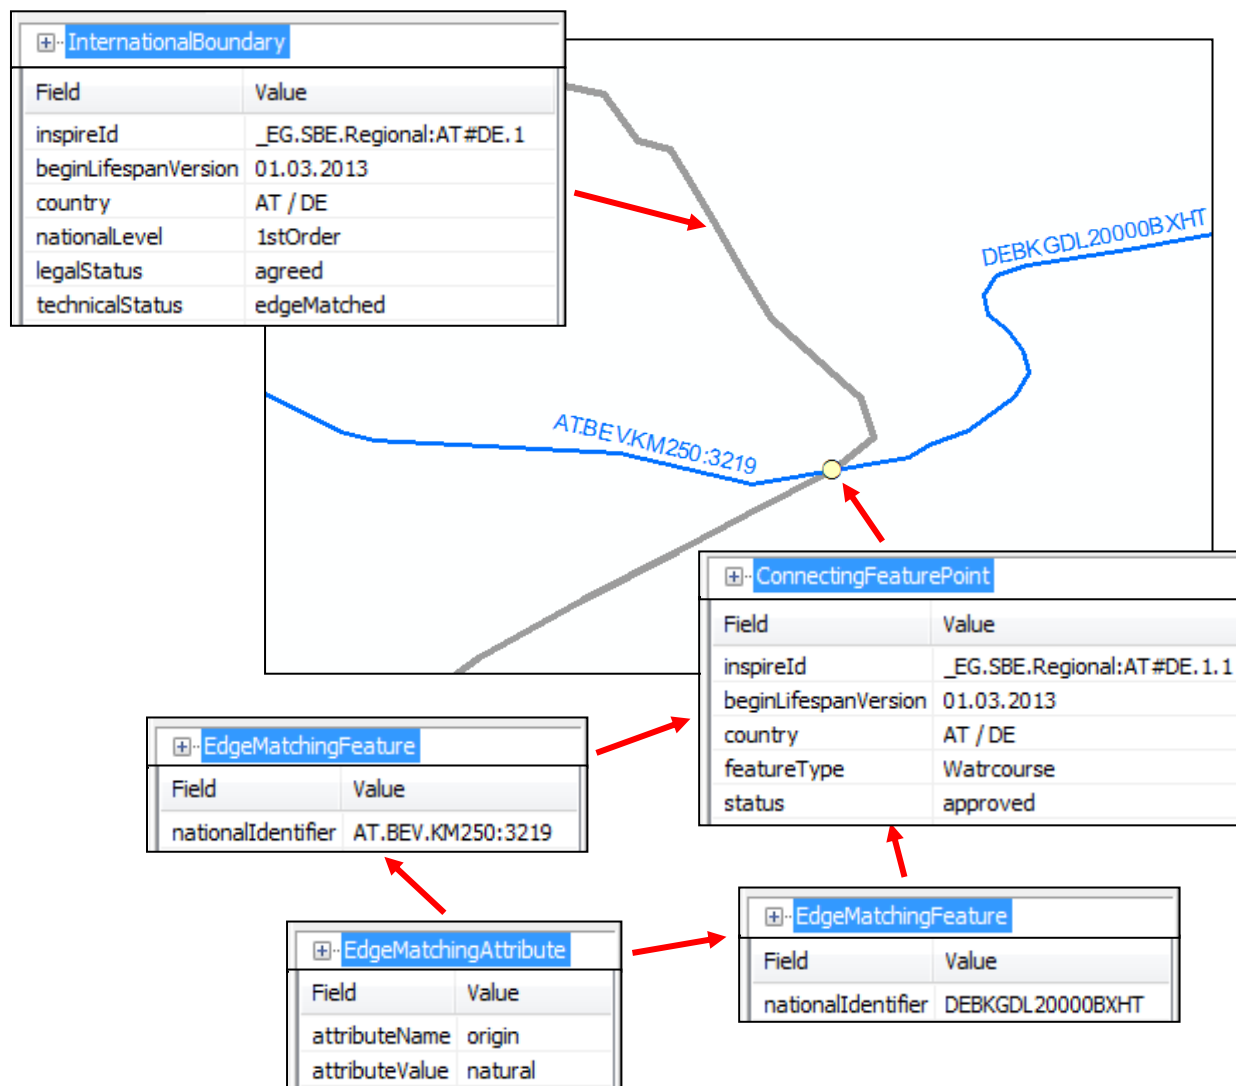 InternationalBoundary
Field Value
inspireId _EG.SBE.Regional:AT#DE.1
beginLifespanVersion 01.03.2013
country AT / DE
nationalLevel 1stOrder
legalStatus agreed
technicalStatus edgeMatched
DEBKGDL20000BXHT
AT.BEV.KM250:3219
ConnectingFeaturePoint
Field Value
inspireId _EG.SBE.Regional:AT#DE.1.1
beginLifespanVersion 01.03.2013
country AT / DE
featureType Watrcourse
status approved
EdgeMatchingFeature
Field Value
nationalIdentifier AT.BEV.KM250:3219
EdgeMatchingFeature
Field Value
nationalIdentifier DEBKGDL20000BXHT
EdgeMatchingAttribute
Field Value
attributeName origin
attributeValue natural